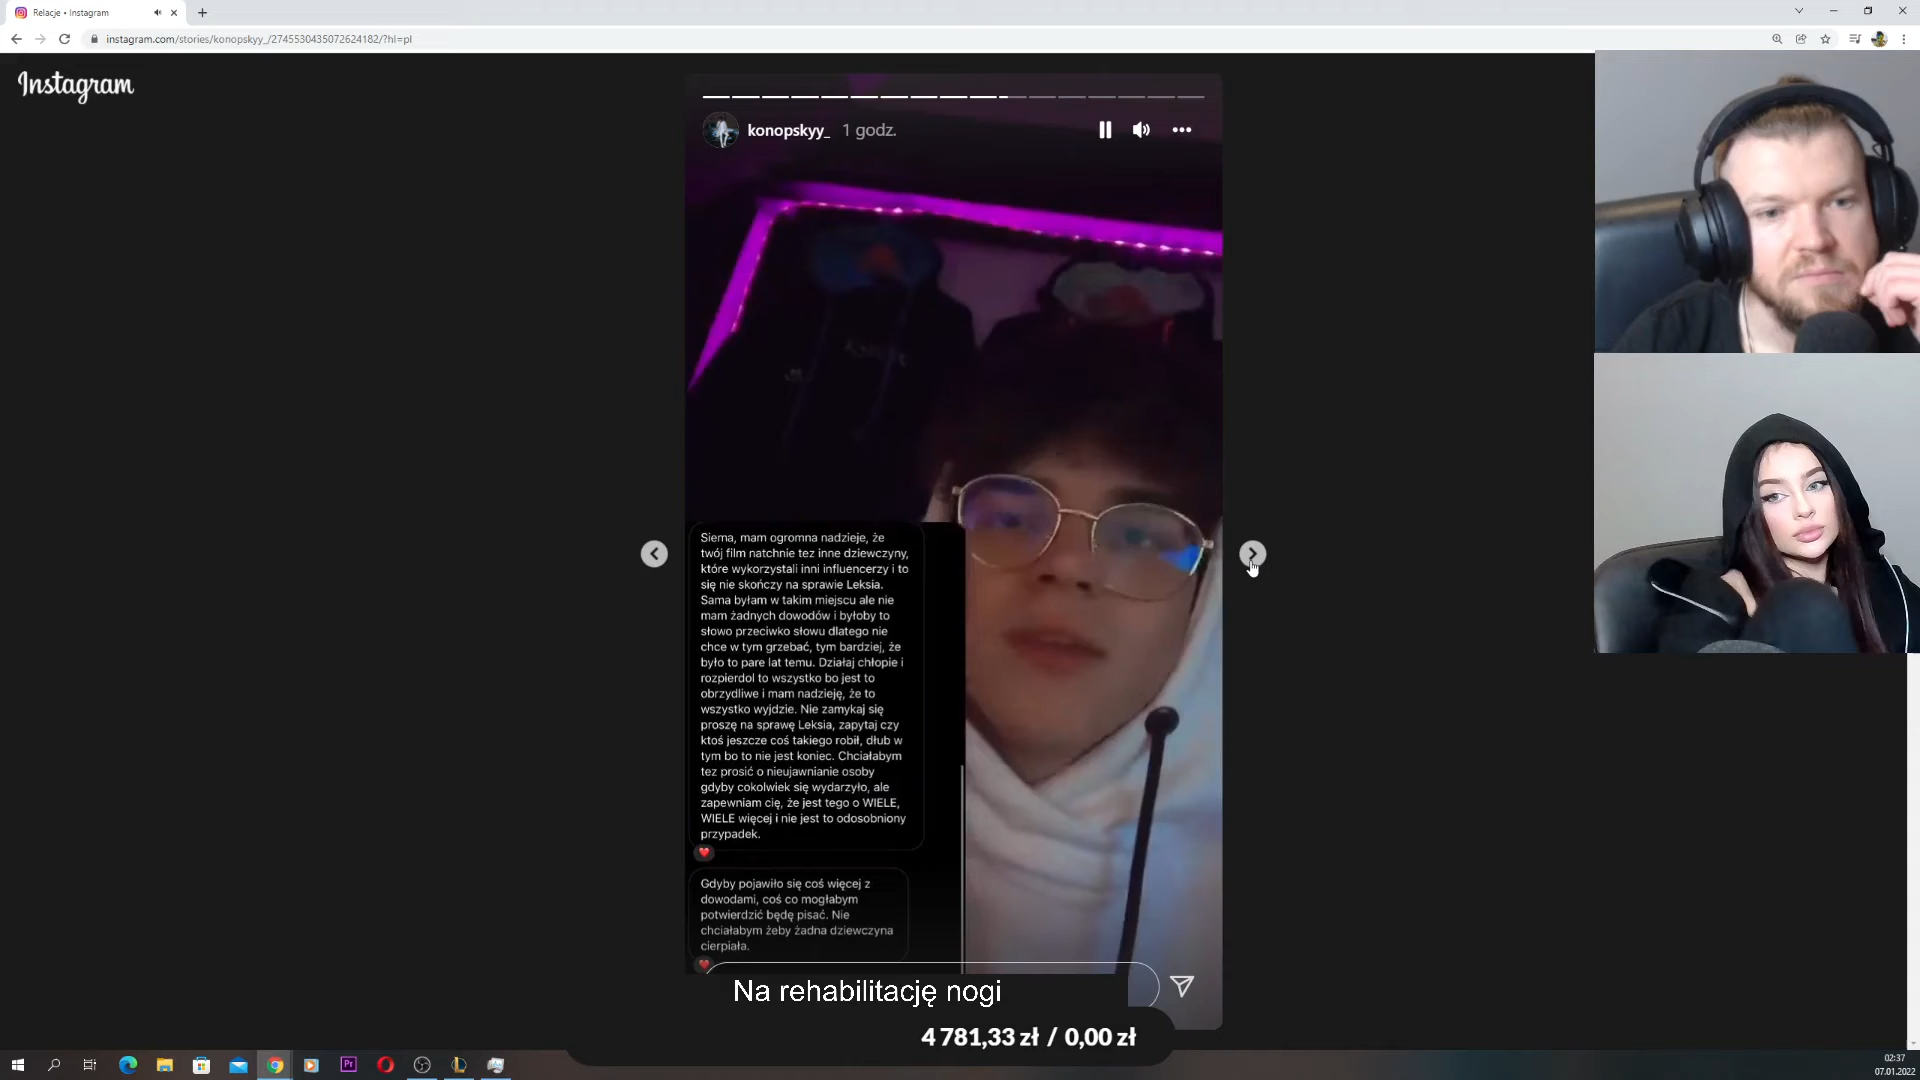 Relacje • Instagram
instagram.com/stories/konopskyy_/2745530435072624182/?hl=pl
Instagram
konopskyy_ 1 godz.
Siema, mam ogromna nadzieje, że
twój film natchnie tez inne dziewczyny,
które wykorzystali inni influencerzy i to
się nie skończy na sprawie Leksia.
Sama byłam w takim miejscu ale nie
mam żadnych dowodów i byłoby to
słowo przeciwko słowu dlatego nie
chce w tym grzebać, tym bardziej, że
było to pare lat temu. Działaj chłopie i
rozpierdol to wszystko bo jest to
obrzydliwe i mam nadzieję, że to
wszystko wyjdzie. Nie zamykaj się
proszę na sprawę Leksia, zapytaj czy
ktoś jeszcze coś takiego robił, dłub w
tym bo to nie jest koniec. Chciałabym
tez prosić o nieujawnianie osoby
gdyby cokolwiek się wydarzyło, ale
zapewniam cię, że jest tego o WIELE,
WIELE więcej i nie jest to odosobniony
przypadek.
Gdyby pojawiło się coś więcej z
dowodami, coś co mogłabym
potwierdzić będę pisać. Nie
chciałabym żeby żadna dziewczyna
cierpiała.
Na rehabilitację nogi
4 781,33 zł / 0,00 zł
Pr
02:37
07.01.2022